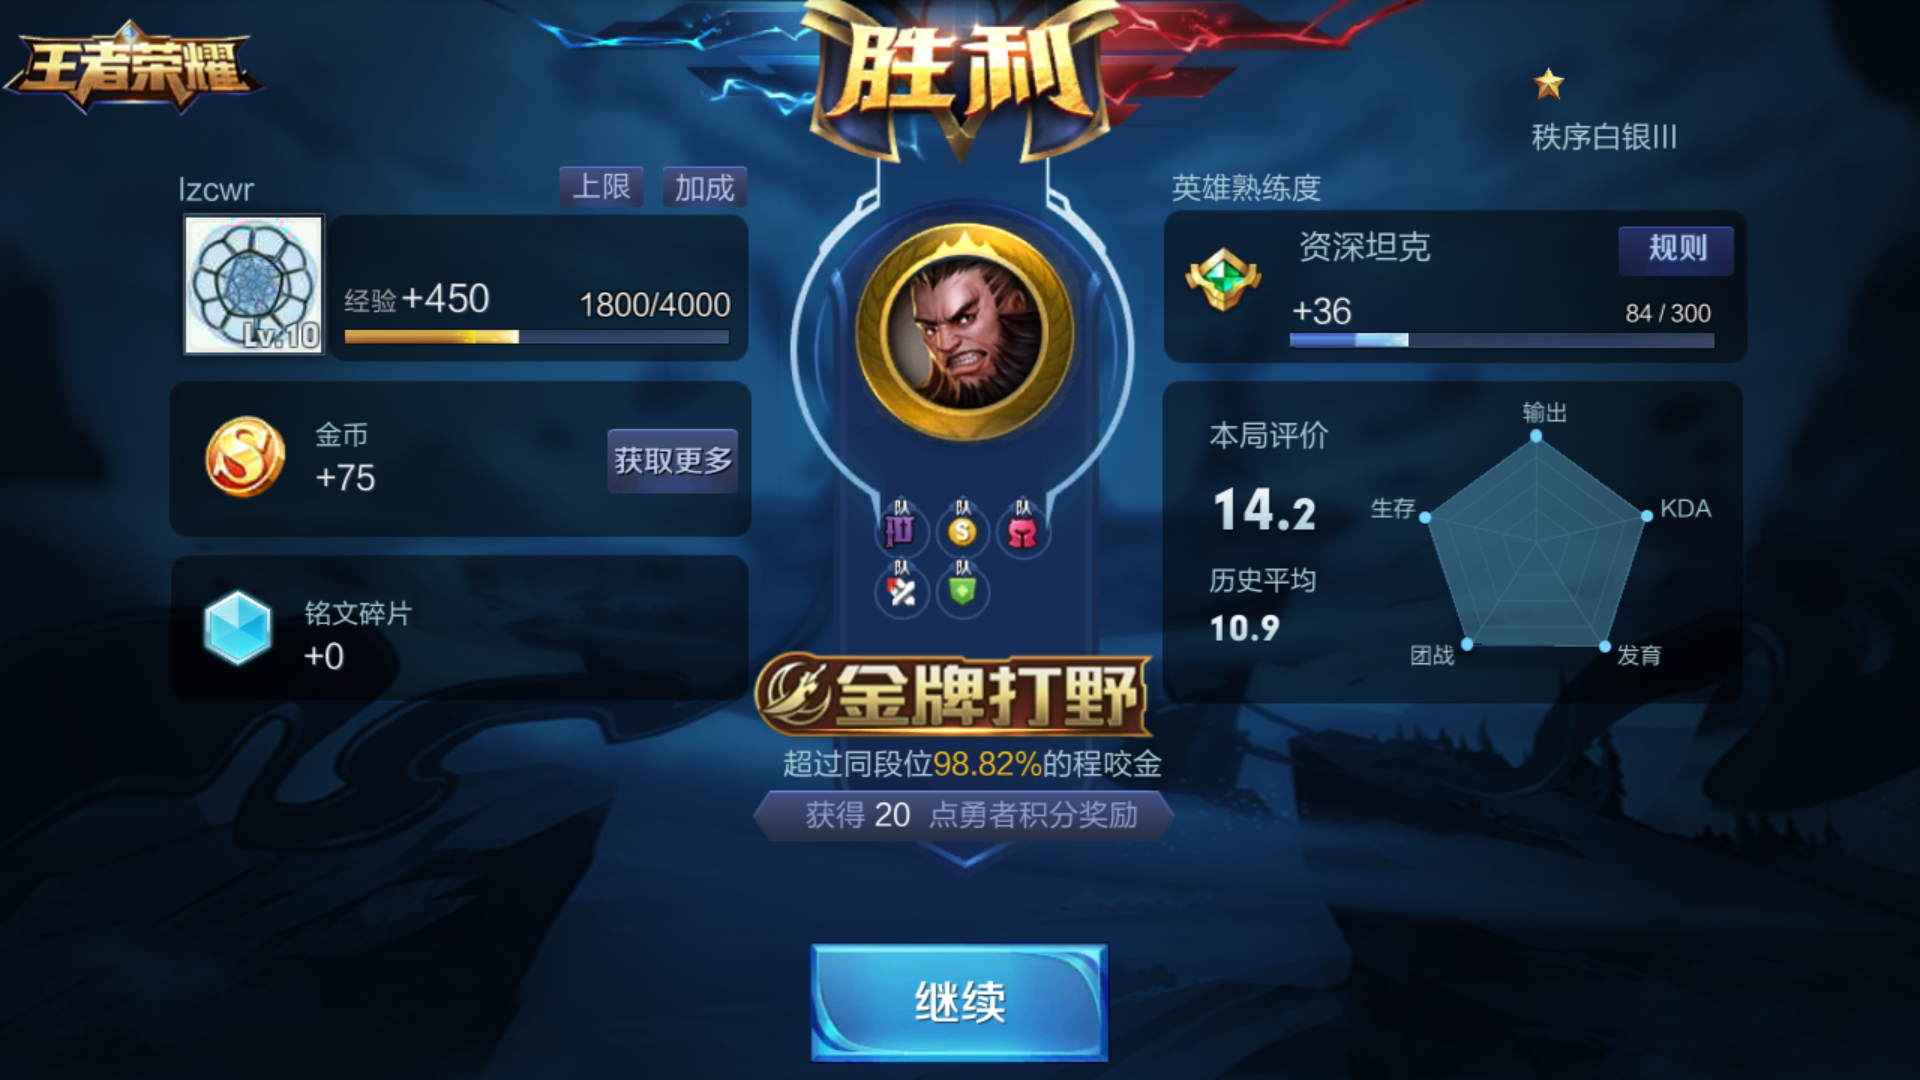 王者荣耀
胜利
秩序白银III
lzcwr
上限
加成
英雄熟练度
Lv.10
经验+450
1800/4000
资深坦克
规则
+36
84 / 300
金币
+75
获取更多
队
队
队
队
队
本局评价
14.2
历史平均
10.9
输出
KDA
生存
团战
发育
铭文碎片
+0
金牌打野
超过同段位98.82%的程咬金
获得 20 点勇者积分奖励
继续